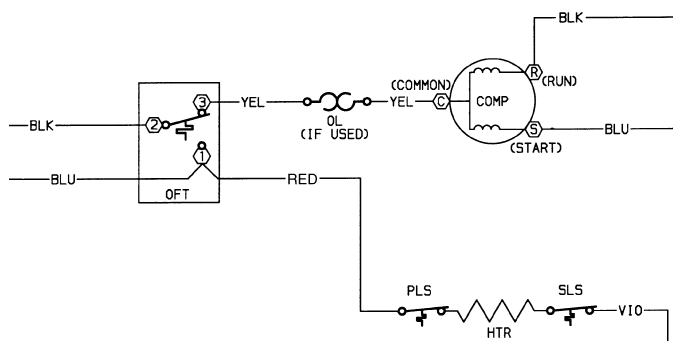 BLK
(COMMON)
R
(RUN)
3
YEL
YEL
C
COMP
BLK
2
OL
(IF USED)
S
BLU
(START)
1
BLU
RED
OFT
PLS
SLS
HTR
VIO